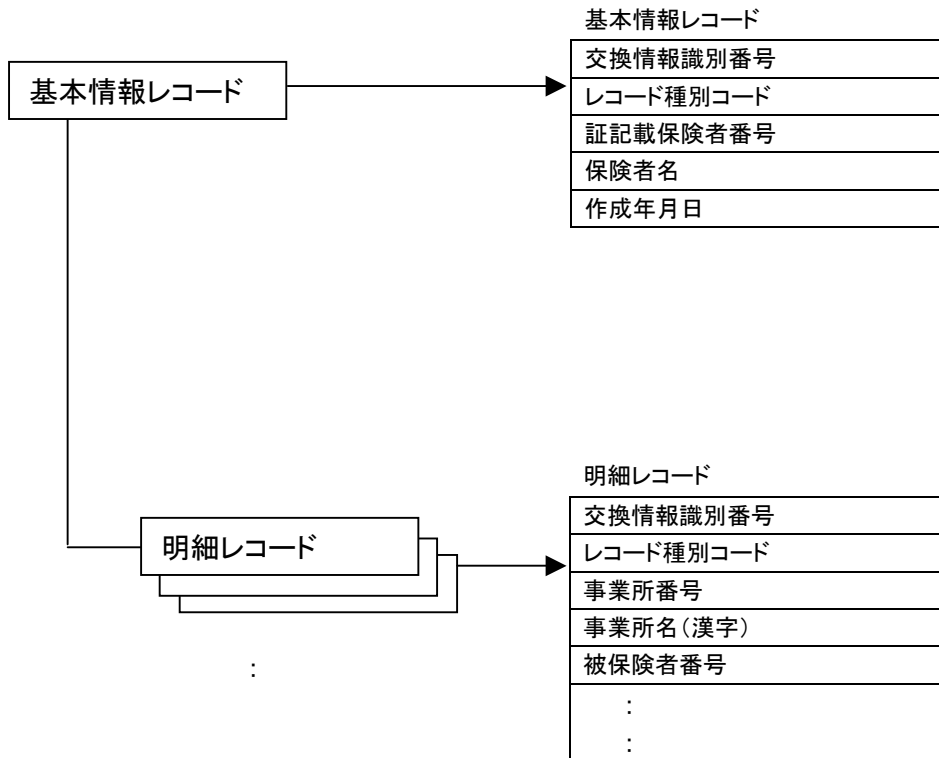 基本情報レコード
基本情報レコード
交換情報識別番号
レコード種別コード
証記載保険者番号
保険者名
作成年月日
明細レコード
:
明細レコード
交換情報識別番号
レコード種別コード
事業所番号
事業所名(漢字)
被保険者番号
:
: